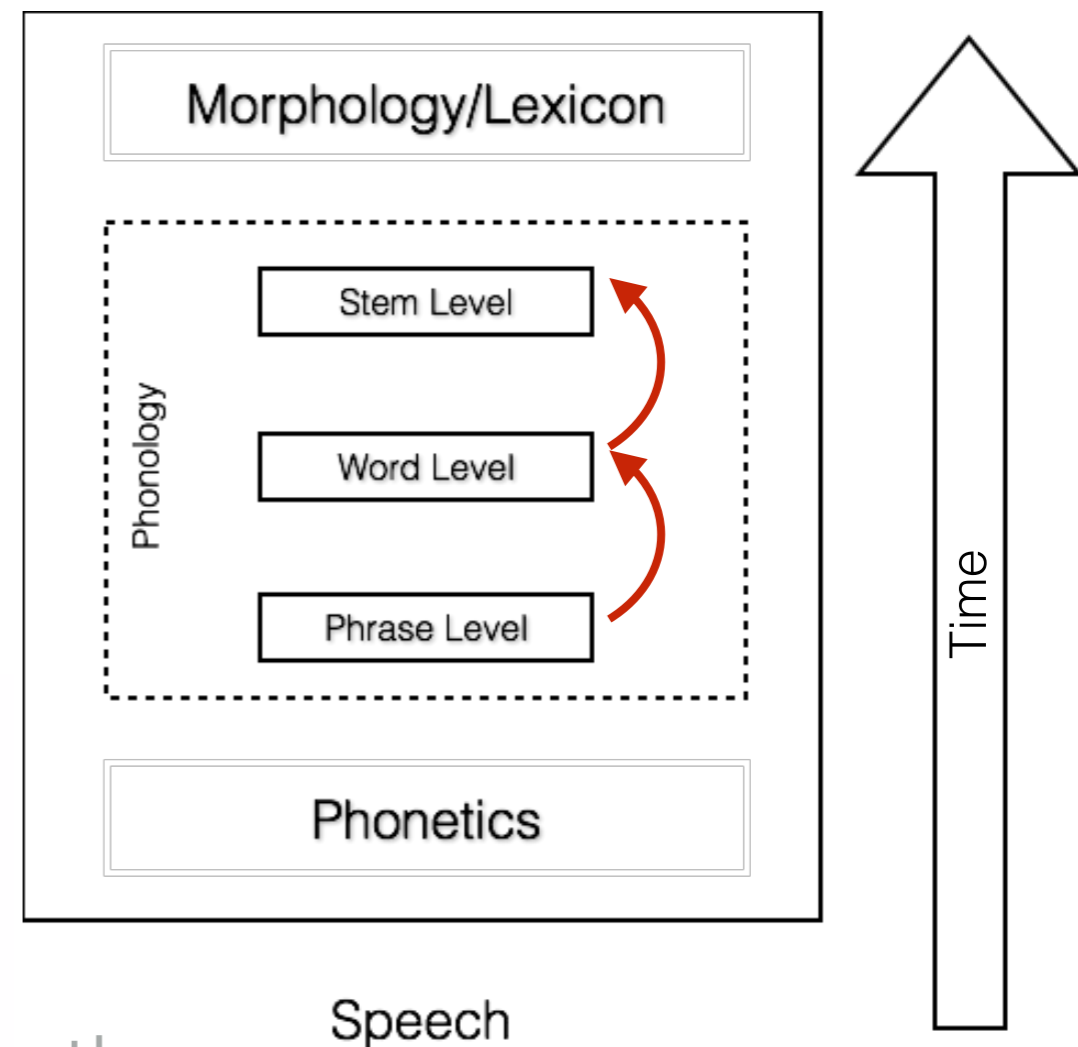 Morphology/Lexicon
Stem Level
Phonology
Word Level
Phrase Level
Time
Phonetics
Speech